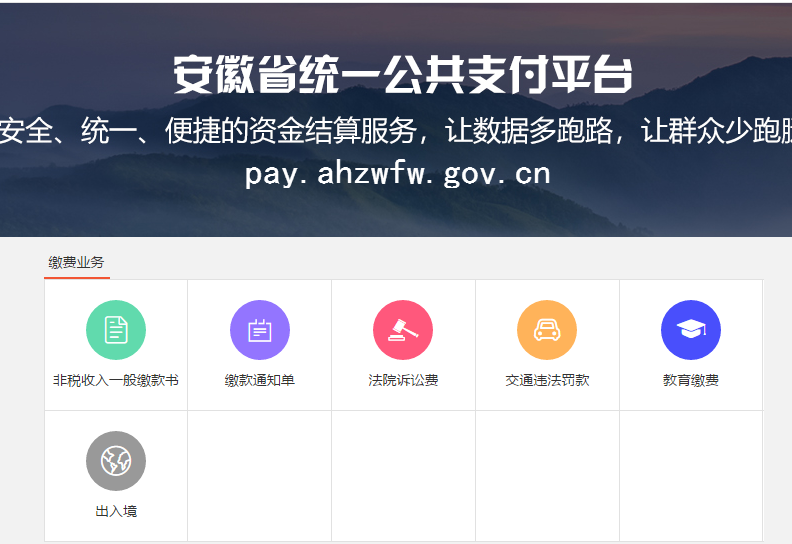 安徽省统一公共支付平台
安全、统一、便捷的资金结算服务，让数据多跑路，让群众少跑腿
pay.ahzwfw.gov.cn
缴费业务
非税收入一般缴款书
缴款通知单
法院诉讼费
交通违法罚款
教育缴费
出入境